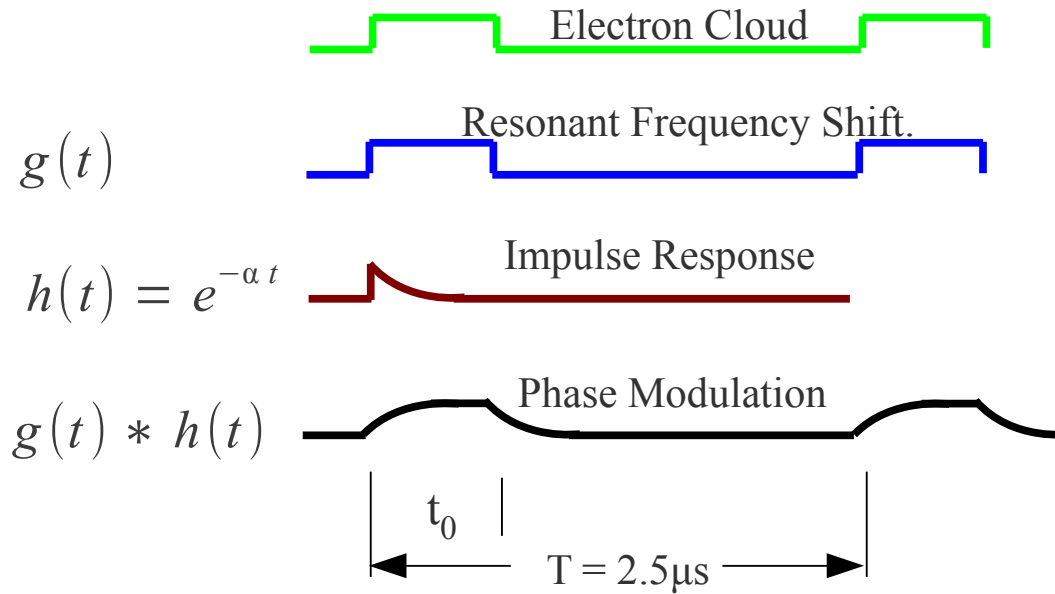 Electron Cloud
Resonant Frequency Shift.
g(t)
Impulse Response
h(t) = e^{-α t}
Phase Modulation
g(t) * h(t)
t₀
T = 2.5μs